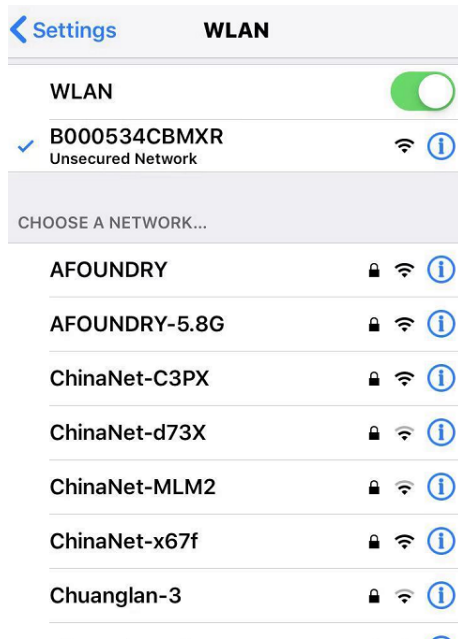 Settings
WLAN
WLAN
B000534CBMXR
Unsecured Network
CHOOSE A NETWORK...
AFOUNDRY
AFOUNDRY-5.8G
ChinaNet-C3PX
ChinaNet-d73X
ChinaNet-MLM2
ChinaNet-x67f
Chuanglan-3